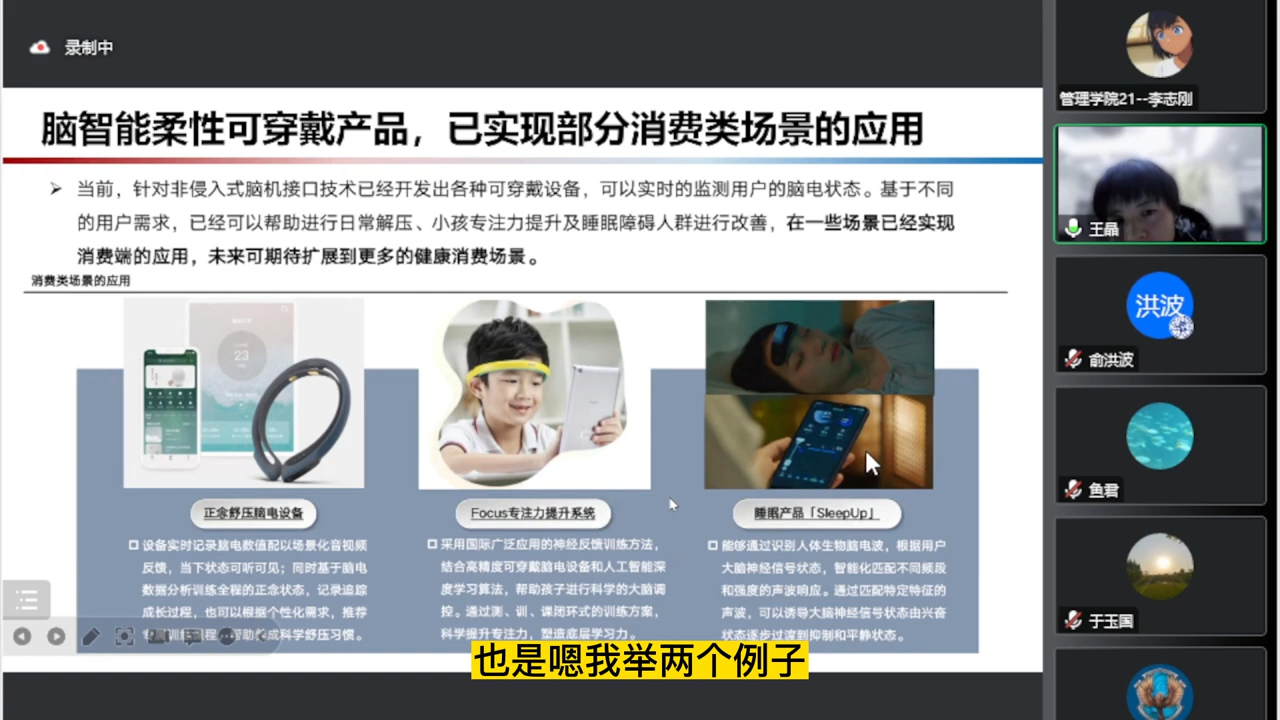 录制中
脑智能柔性可穿戴产品，已实现部分消费类场景的应用
当前，针对非侵入式脑机接口技术已经开发出各种可穿戴设备，可以实时的监测用户的脑电状态。基于不同
的用户需求，已经可以帮助进行日常解压、小孩专注力提升及睡眠障碍人群进行改善，在一些场景已经实现
消费端的应用，未来可期待扩展到更多的健康消费场景。
消费类场景的应用
23
正念舒压脑电设备
设备实时记录脑电数值配以场景化音视频
反馈，当下状态可听可见；同时基于脑电
数据分析训练全程的正念状态，记录追踪
成长过程，也可以根据个性化需求，推荐
训练程 帮助养成科学舒压习惯。
Focus专注力提升系统
采用国际广泛应用的神经反馈训练方法，
结合高精度可穿戴脑电设备和人工智能深
度学习算法，帮助孩子进行科学的大脑调
控。通过测、训、课闭环式的训练方案，
科学提升专注力，塑造底层学习力。
睡眠产品「SleepUp」
能够通过识别人体生物脑电波，根据用户
大脑神经信号状态，智能化匹配不同频段
和强度的声波响应。通过匹配特定特征的
声波，可以诱导大脑神经信号状态由兴奋
状态逐步过渡到抑制和平静状态。
也是嗯我举两个例子
管理学院21--李志刚
王晶
洪波
俞洪波
鱼君
于玉国